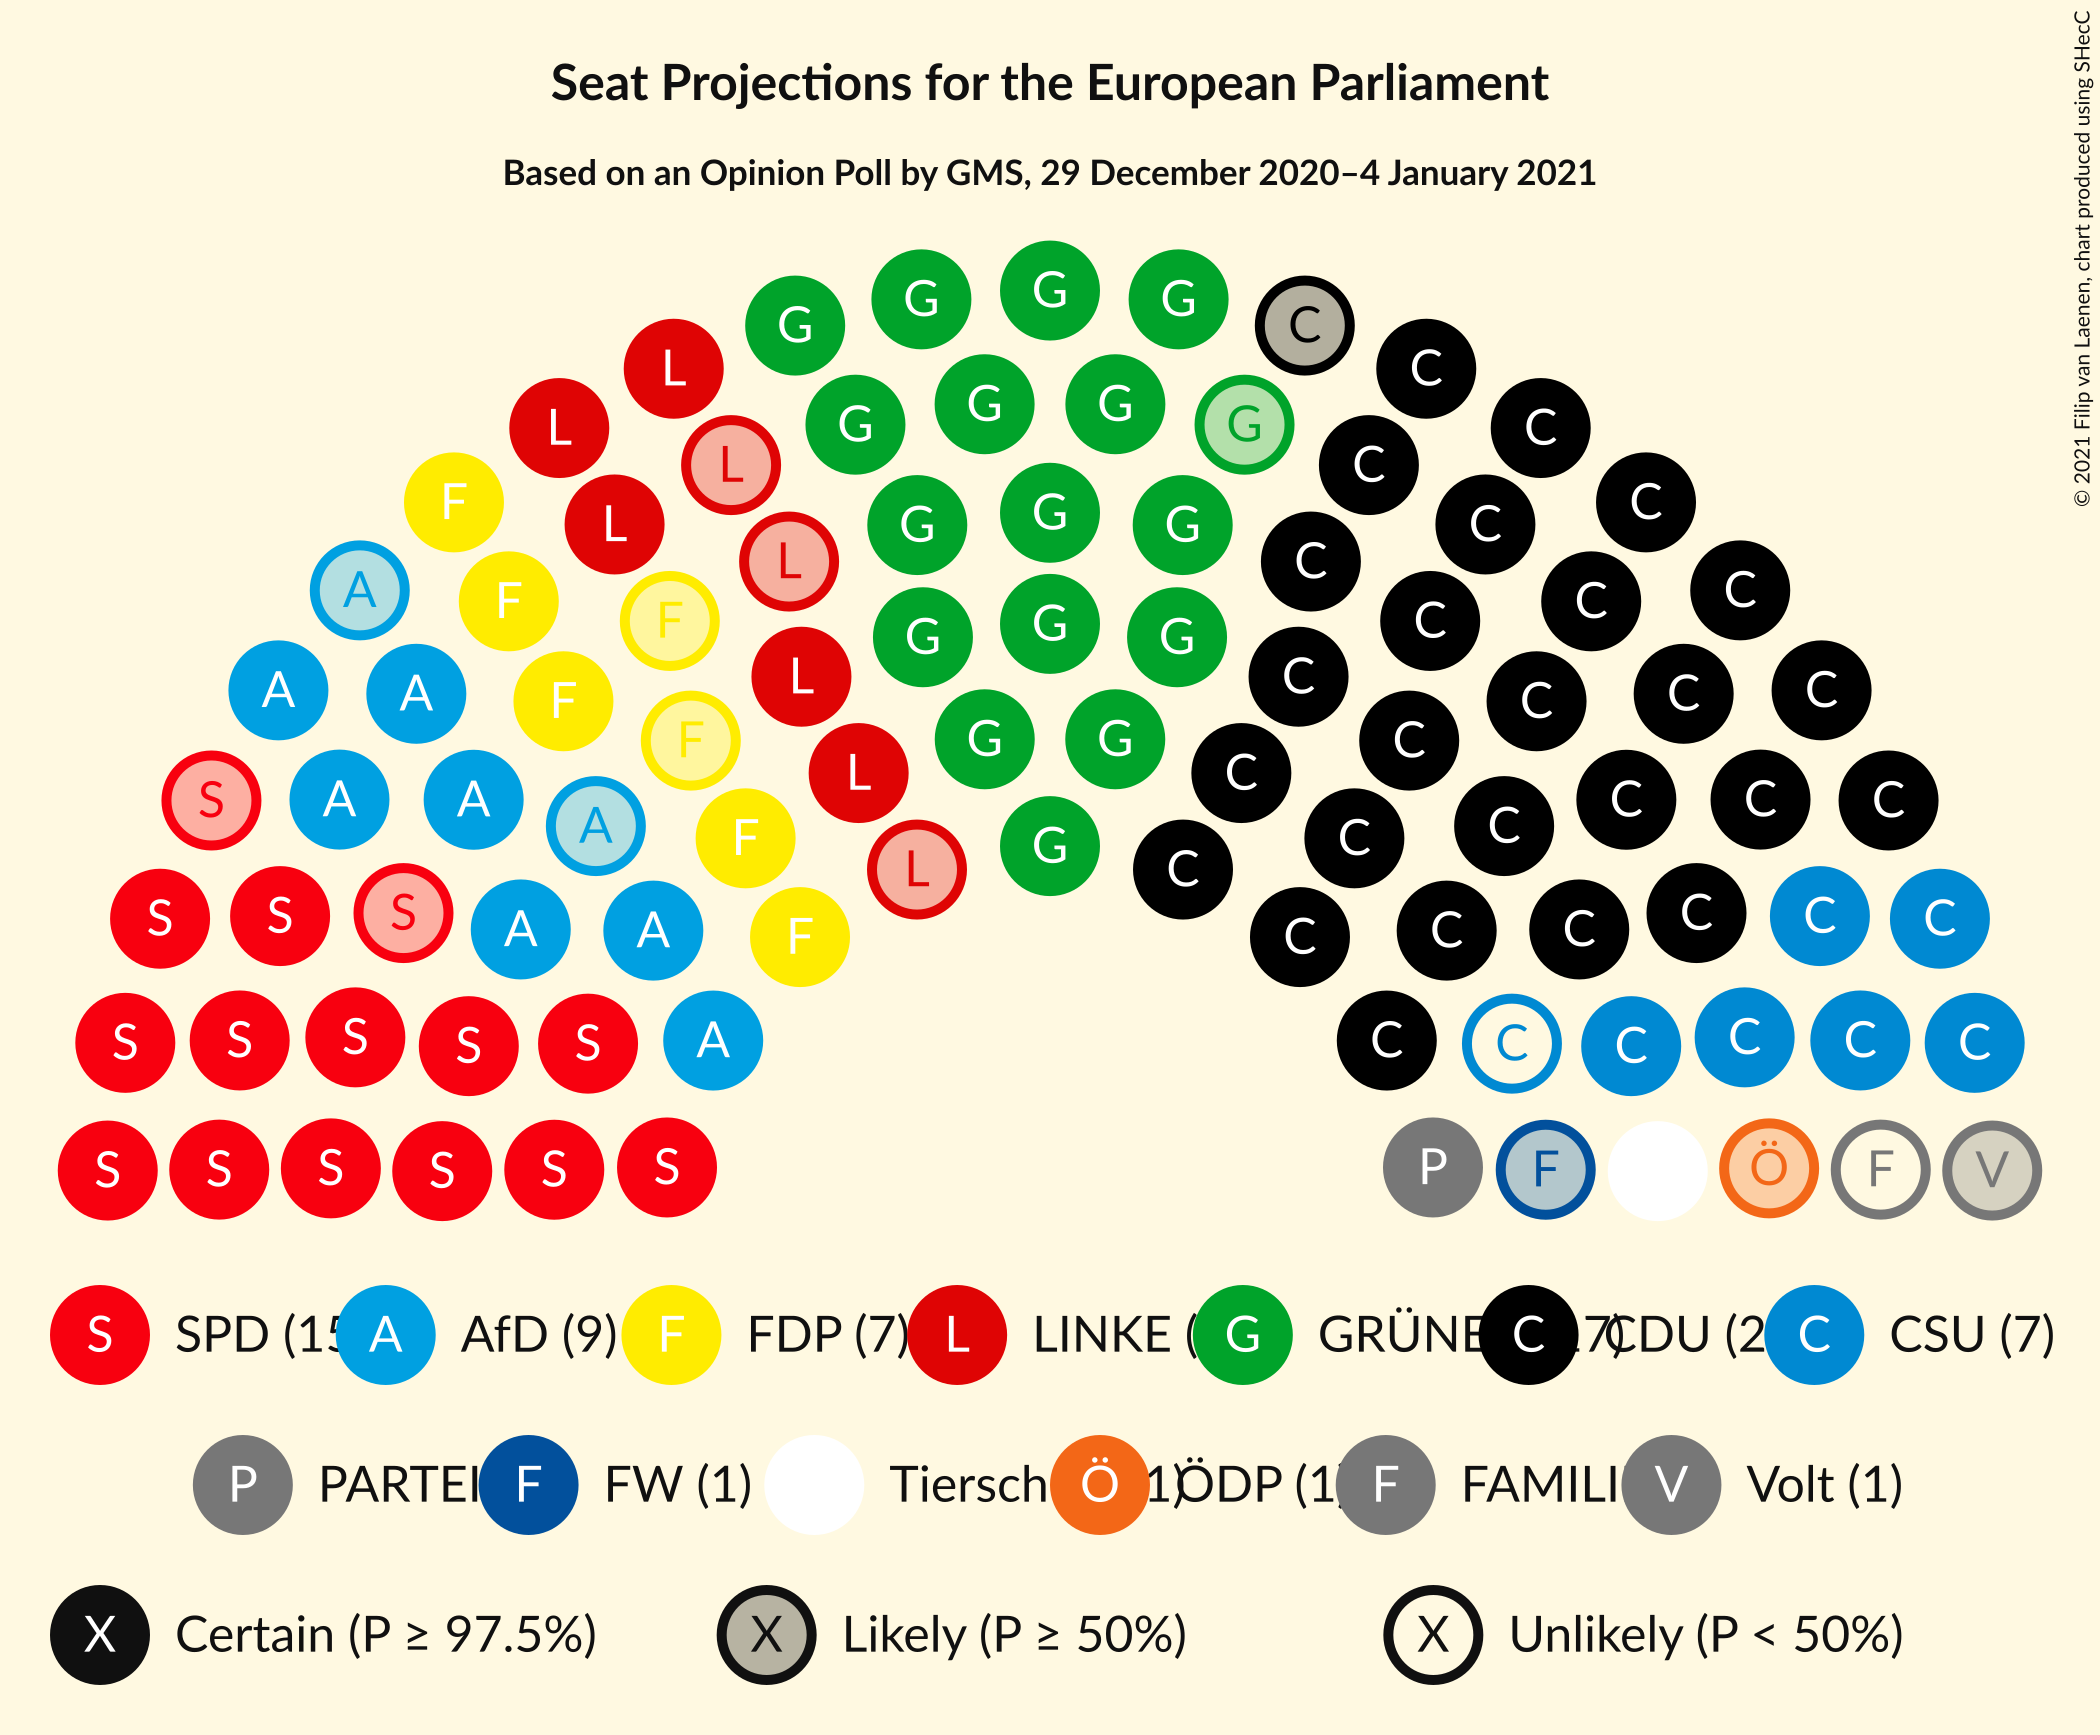 Seat Projections for the European Parliament
Based on an Opinion Poll by GMS, 29 December 2020–4 January 2021
© 2021 Filip van Laenen, chart produced using SHecC
G G G G C
L G G G G C
L L G G G C C C
F L L G G G C C C
A F F L G G C C C C
A A F F L G C C C C C
S A A A F L C C C C C C
S S S A A F C C C C C C
S S S S S A C C C C C C
S S S S S S P F Ö F V
S SPD (15 A AfD (9) F FDP (7) L LINKE ( G GRÜNE C 7) CDU (2 C CSU (7)
P PARTEI F FW (1) Tiersch Ö 1) ÖDP (1 F FAMILI V Volt (1)
X Certain (P ≥ 97.5%) X Likely (P ≥ 50%) X Unlikely (P < 50%)